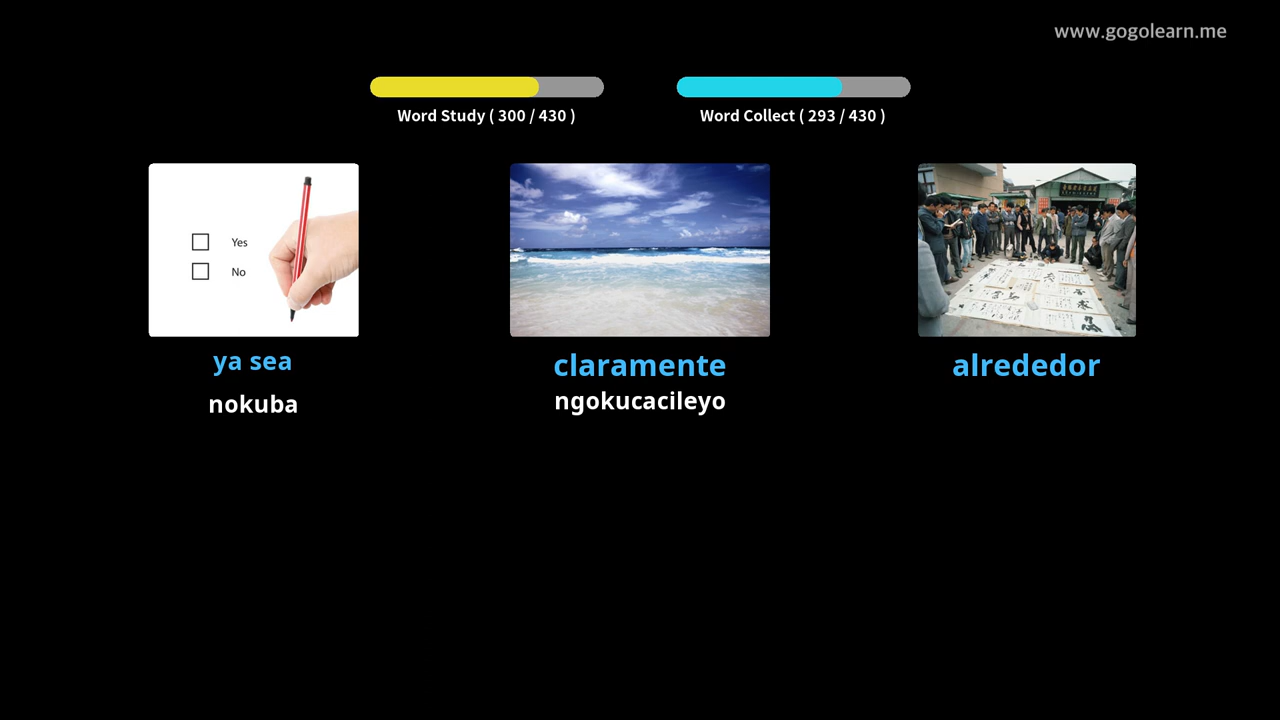 www.gogolearn.me
Word Study ( 300 / 430 )
Word Collect ( 293 / 430 )
Yes
No
ya sea
claramente
alrededor
nokuba
ngokucacileyo